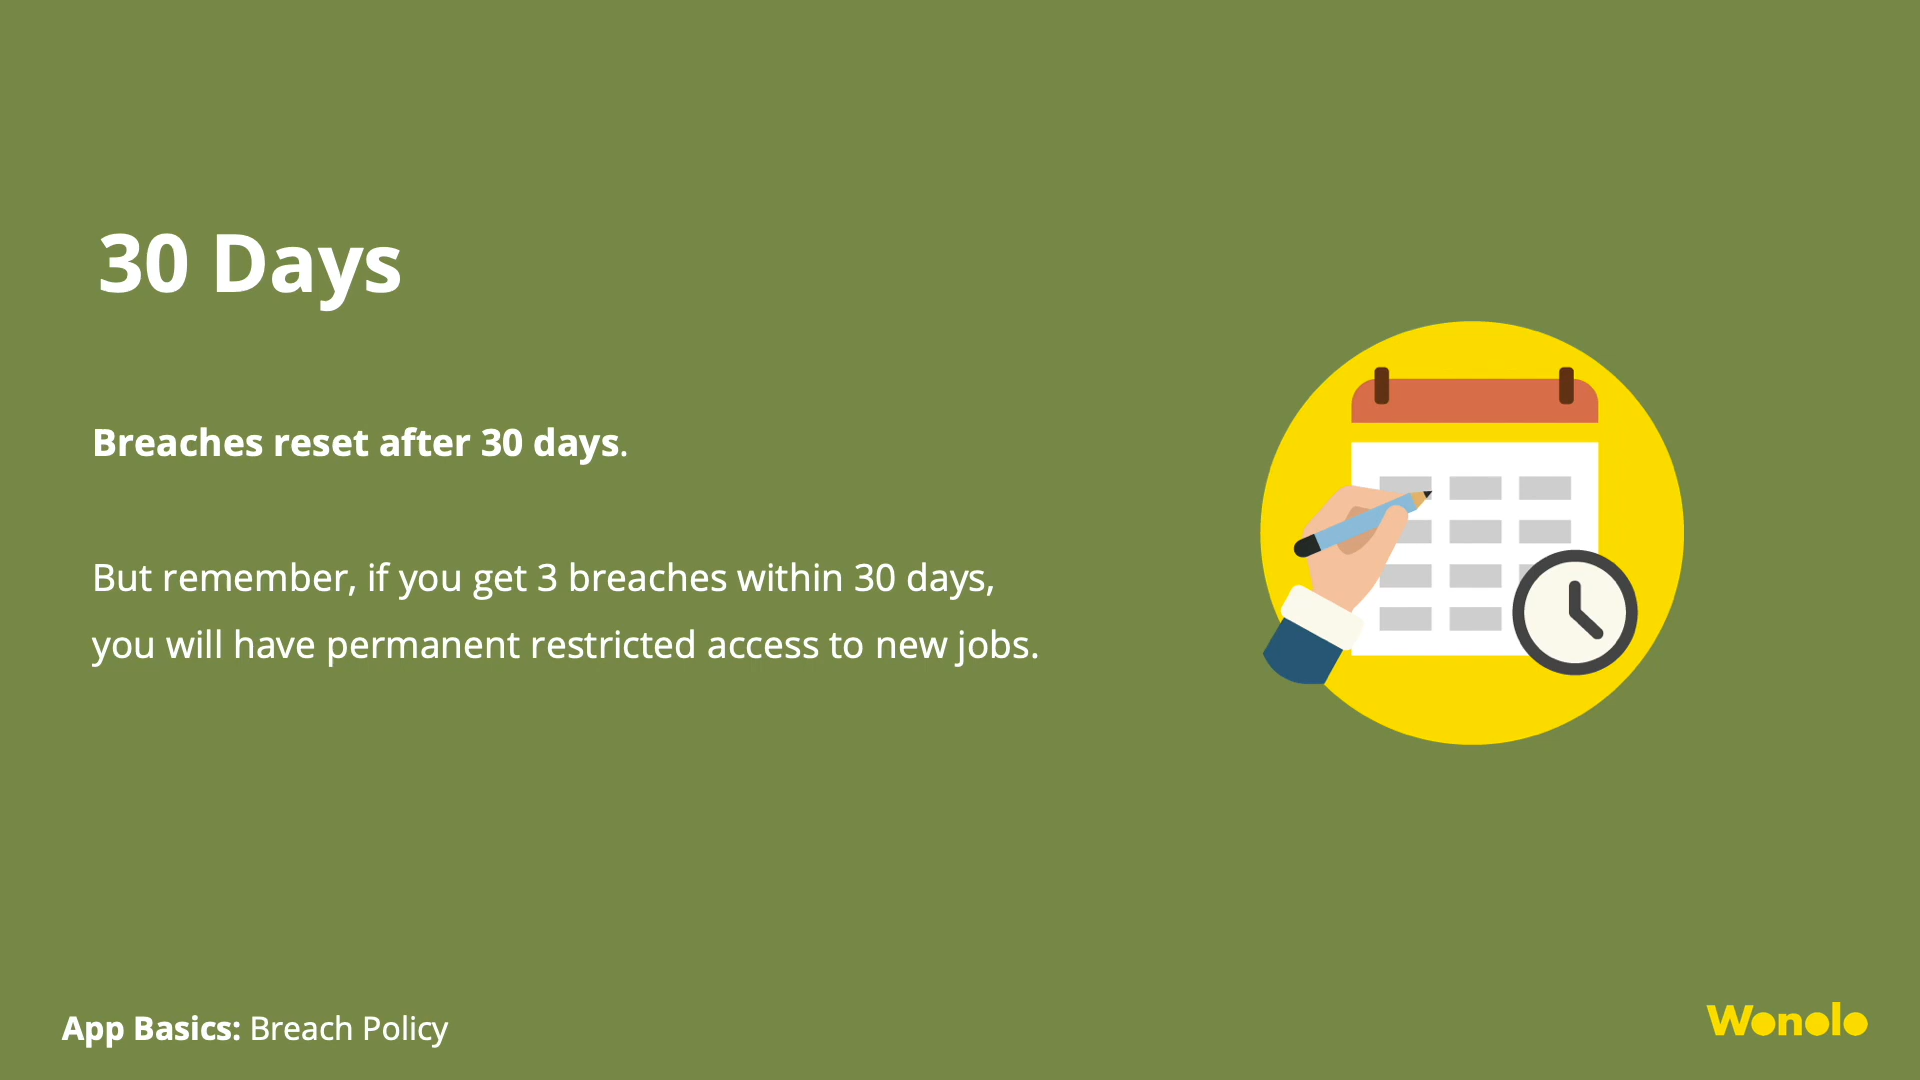 30 Days
Breaches reset after 30 days.
But remember, if you get 3 breaches within 30 days,
you will have permanent restricted access to new jobs.
App Basics: Breach Policy
Wonolo